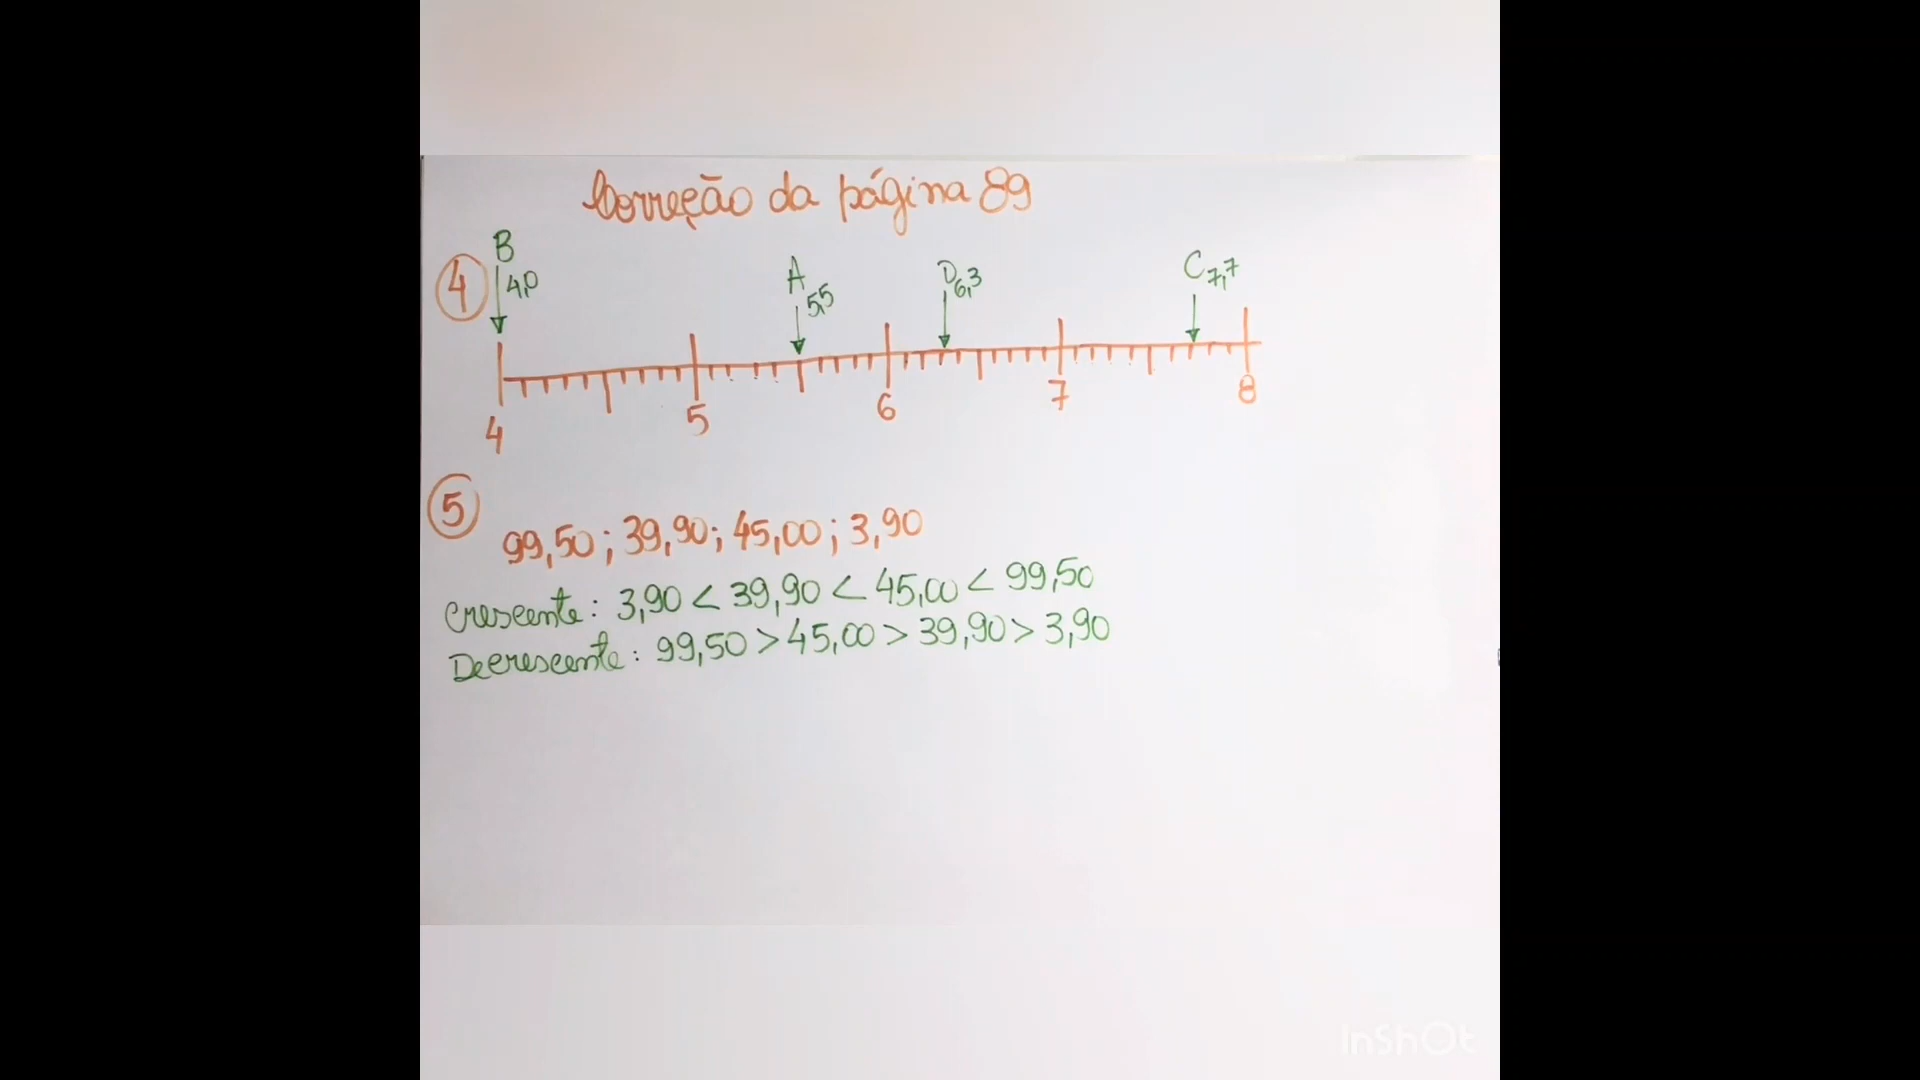 Correção da página 89
4
B 4,0
A 5,5
D 6,3
C 7,7
4 5 6 7 8
5
99,50; 39,90; 45,00; 3,90
Crescente: 3,90 < 39,90 < 45,00 < 99,50
Decrescente: 99,50 > 45,00 > 39,90 > 3,90
InShOt